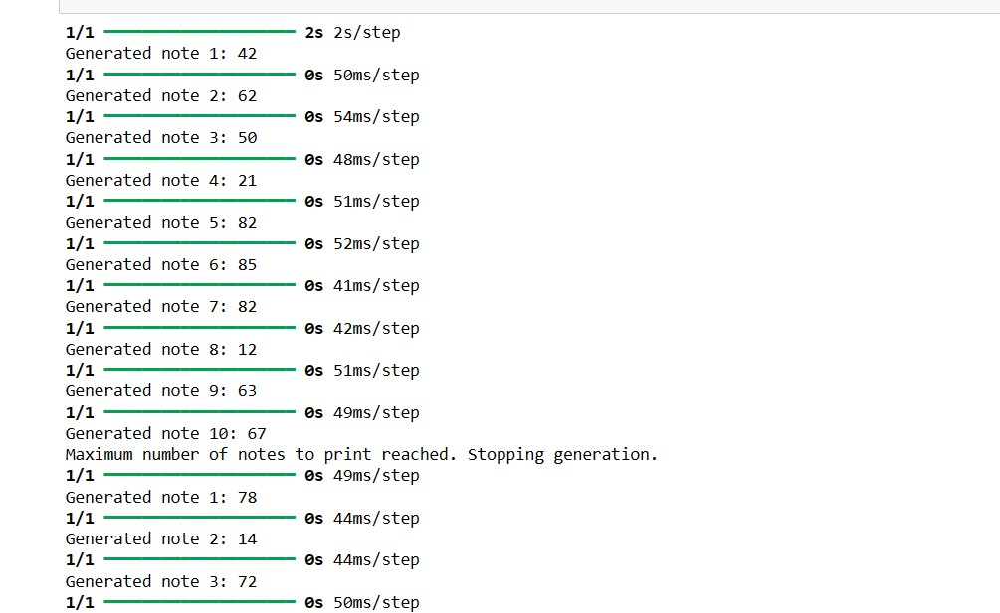 1/1 ━━━━━━━━━━━━━━━━━━━━ 2s 2s/step
Generated note 1: 42
1/1 ━━━━━━━━━━━━━━━━━━━━ 0s 50ms/step
Generated note 2: 62
1/1 ━━━━━━━━━━━━━━━━━━━━ 0s 54ms/step
Generated note 3: 50
1/1 ━━━━━━━━━━━━━━━━━━━━ 0s 48ms/step
Generated note 4: 21
1/1 ━━━━━━━━━━━━━━━━━━━━ 0s 51ms/step
Generated note 5: 82
1/1 ━━━━━━━━━━━━━━━━━━━━ 0s 52ms/step
Generated note 6: 85
1/1 ━━━━━━━━━━━━━━━━━━━━ 0s 41ms/step
Generated note 7: 82
1/1 ━━━━━━━━━━━━━━━━━━━━ 0s 42ms/step
Generated note 8: 12
1/1 ━━━━━━━━━━━━━━━━━━━━ 0s 51ms/step
Generated note 9: 63
1/1 ━━━━━━━━━━━━━━━━━━━━ 0s 49ms/step
Generated note 10: 67
Maximum number of notes to print reached. Stopping generation.
1/1 ━━━━━━━━━━━━━━━━━━━━ 0s 49ms/step
Generated note 1: 78
1/1 ━━━━━━━━━━━━━━━━━━━━ 0s 44ms/step
Generated note 2: 14
1/1 ━━━━━━━━━━━━━━━━━━━━ 0s 44ms/step
Generated note 3: 72
1/1 ━━━━━━━━━━━━━━━━━━━━ 0s 50ms/step